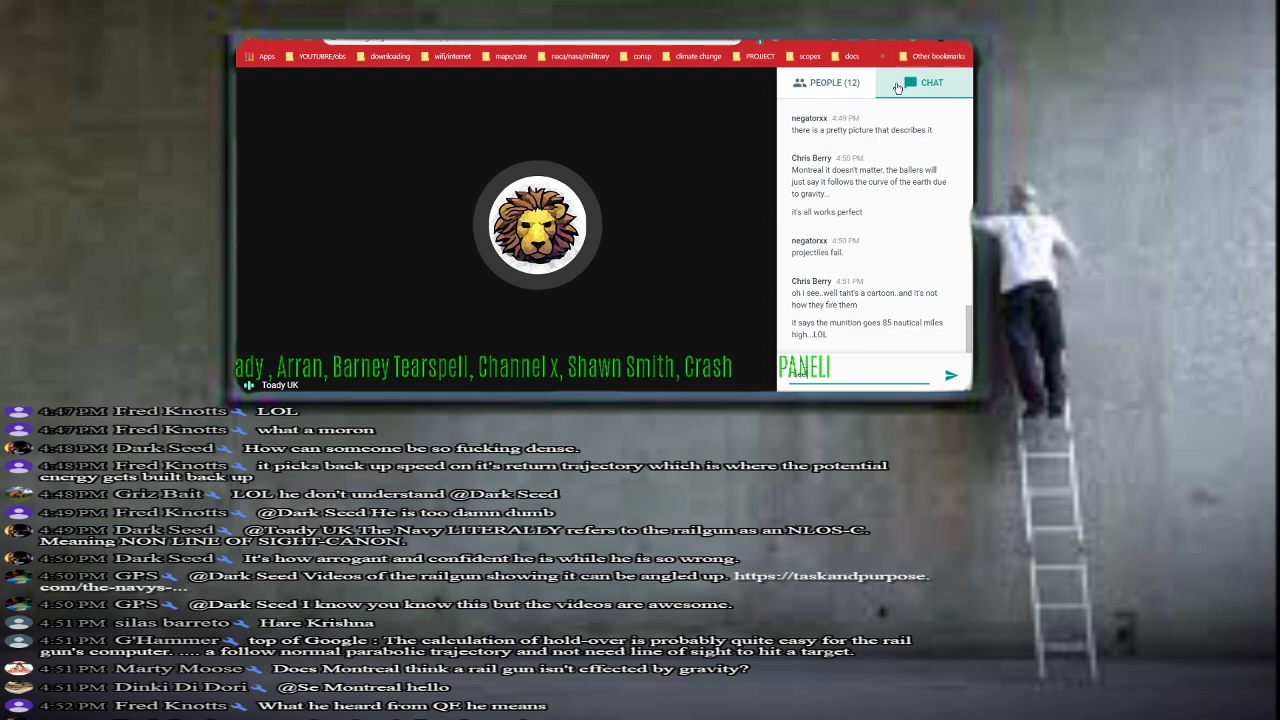 Apps YOUTUBRE/obs downloading wifi/internet maps/sate naca/nasa/militrary consp climate change PROJJECT scopex docs » Other bookmarks
PEOPLE (12) CHAT
negatorxx 4:49 PM
there is a pretty picture that describes it
Chris Berry 4:50 PM
Montreal it doesn't matter, the ballers will
just say it follows the curve of the earth due
to gravity...
it's all works perfect
negatorxx 4:50 PM
projectiles fall.
Chris Berry 4:51 PM
oh i see..well taht's a cartoon..and it's not
how they fire them
it says the munition goes 85 nautical miles
high...LOL
ady , Arran, Barney Tearspell, Channel x, Shawn Smith, Crash PANELI
Toady UK
4:47 PM Fred Knotts LOL
4:47 PM Fred Knotts what a moron
4:48 PM Dark Seed How can someone be so fucking dense.
4:48 PM Fred Knotts it picks back up speed on it's return trajectory which is where the potential
energy gets built back up
4:48 PM Griz Bait LOL he don't understand @Dark Seed
4:49 PM Fred Knotts @Dark Seed He is too damn dumb
4:49 PM Dark Seed @Toady UK The Navy LITERALLY refers to the railgun as an NLOS-C.
Meaning NON LINE OF SIGHT-CANON.
4:50 PM Dark Seed It's how arrogant and confident he is while he is so wrong.
4:50 PM GPS @Dark Seed Videos of the railgun showing it can be angled up. https://taskandpurpose.
com/the-navys-...
4:50 PM GPS @Dark Seed I know you know this but the videos are awesome.
4:51 PM silas barreto Hare Krishna
4:51 PM G'Hammer top of Google : The calculation of hold-over is probably quite easy for the rail
gun's computer. .... a follow normal parabolic trajectory and not need line of sight to hit a target.
4:51 PM Marty Moose Does Montreal think a rail gun isn't effected by gravity?
4:51 PM Dinki Di Dori @Se Montreal hello
4:52 PM Fred Knotts What he heard from QE he means